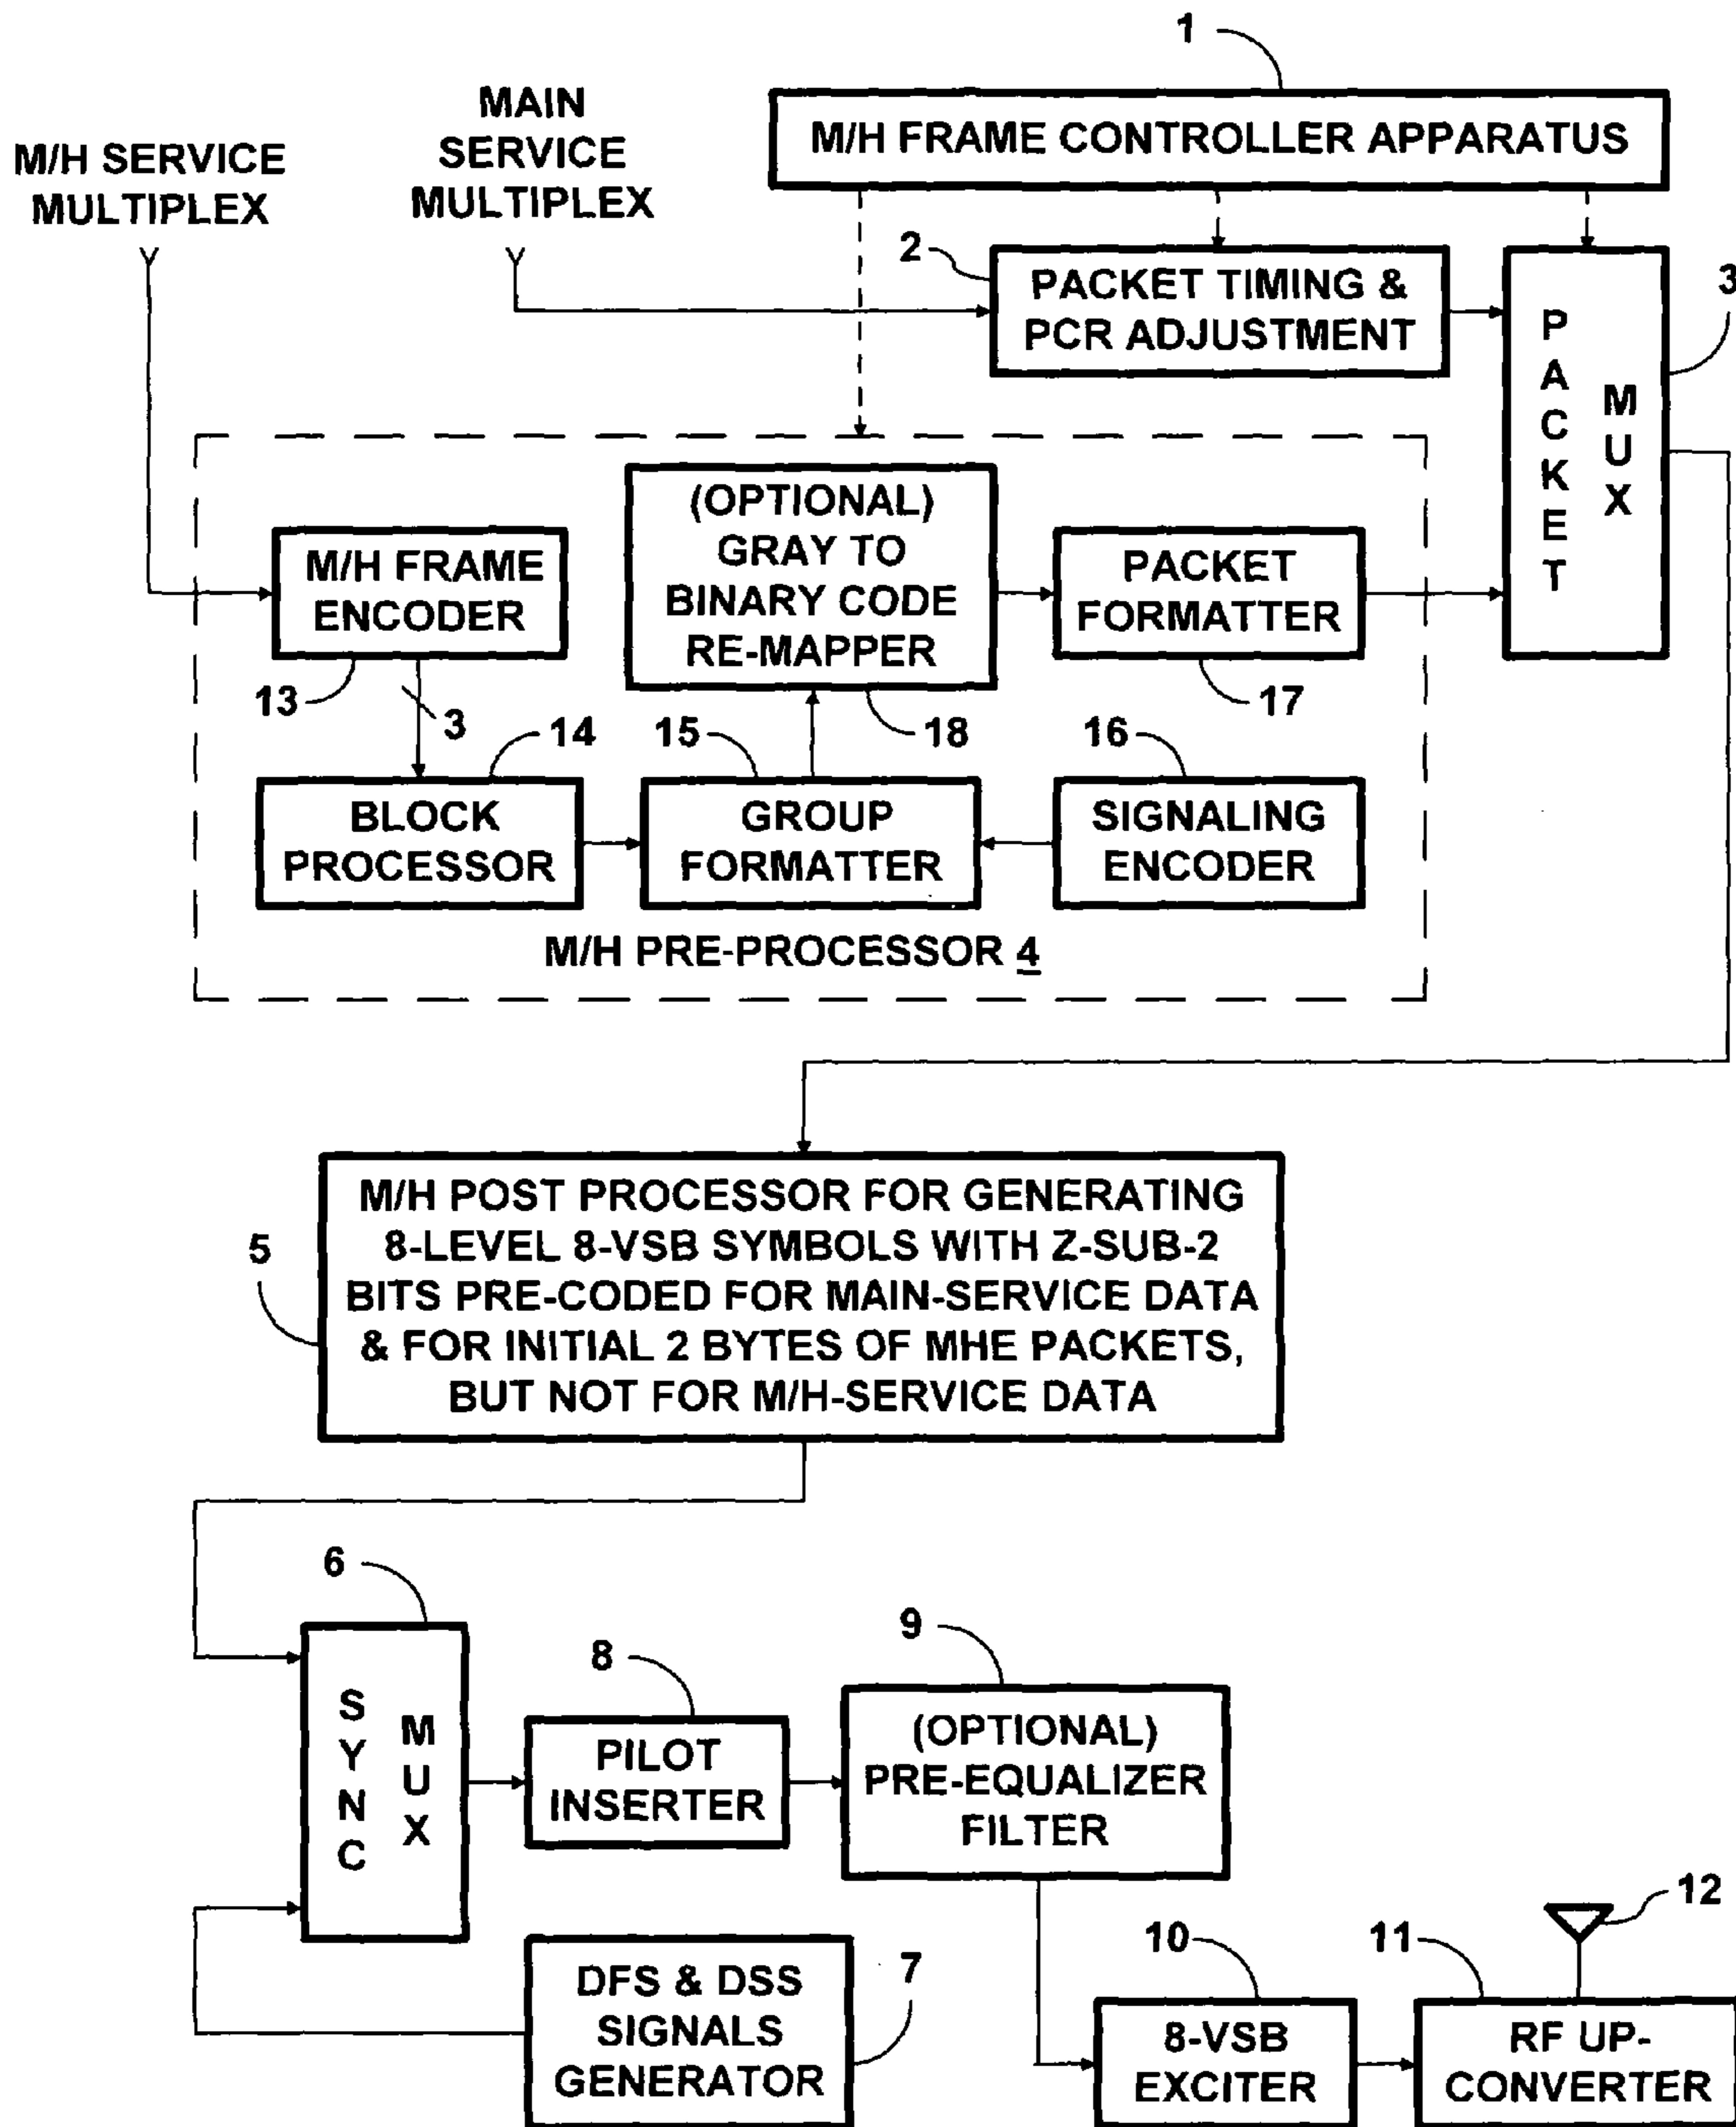 1
M/H FRAME CONTROLLER APPARATUS
MAIN
SERVICE
MULTIPLEX
M/H SERVICE
MULTIPLEX
2
PACKET TIMING &
PCR ADJUSTMENT
3
PACKET
MUX
(OPTIONAL)
GRAY TO
BINARY CODE
RE-MAPPER
M/H FRAME
ENCODER
PACKET
FORMATTER
13
3
14
15
18
16
17
BLOCK
PROCESSOR
GROUP
FORMATTER
SIGNALING
ENCODER
M/H PRE-PROCESSOR 4
5
M/H POST PROCESSOR FOR GENERATING
8-LEVEL 8-VSB SYMBOLS WITH Z-SUB-2
BITS PRE-CODED FOR MAIN-SERVICE DATA
& FOR INITIAL 2 BYTES OF MHE PACKETS,
BUT NOT FOR M/H-SERVICE DATA
6
SYNC
MUX
8
PILOT
INSERTER
9
(OPTIONAL)
PRE-EQUALIZER
FILTER
7
DFS & DSS
SIGNALS
GENERATOR
10
8-VSB
EXCITER
11
RF UP-
CONVERTER
12